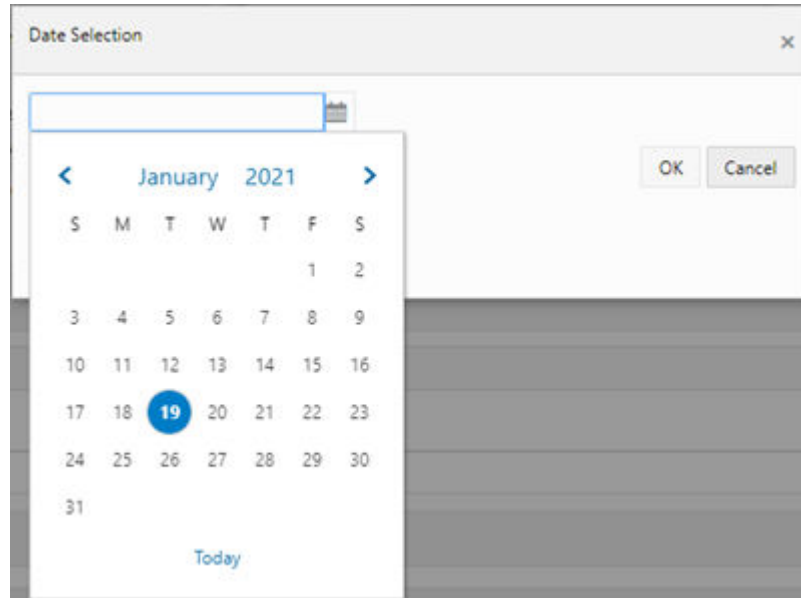 Date Selection
×
OK Cancel
January 2021
S M T W T F S
1 2
3 4 5 6 7 8 9
10 11 12 13 14 15 16
17 18 19 20 21 22 23
24 25 26 27 28 29 30
31
Today